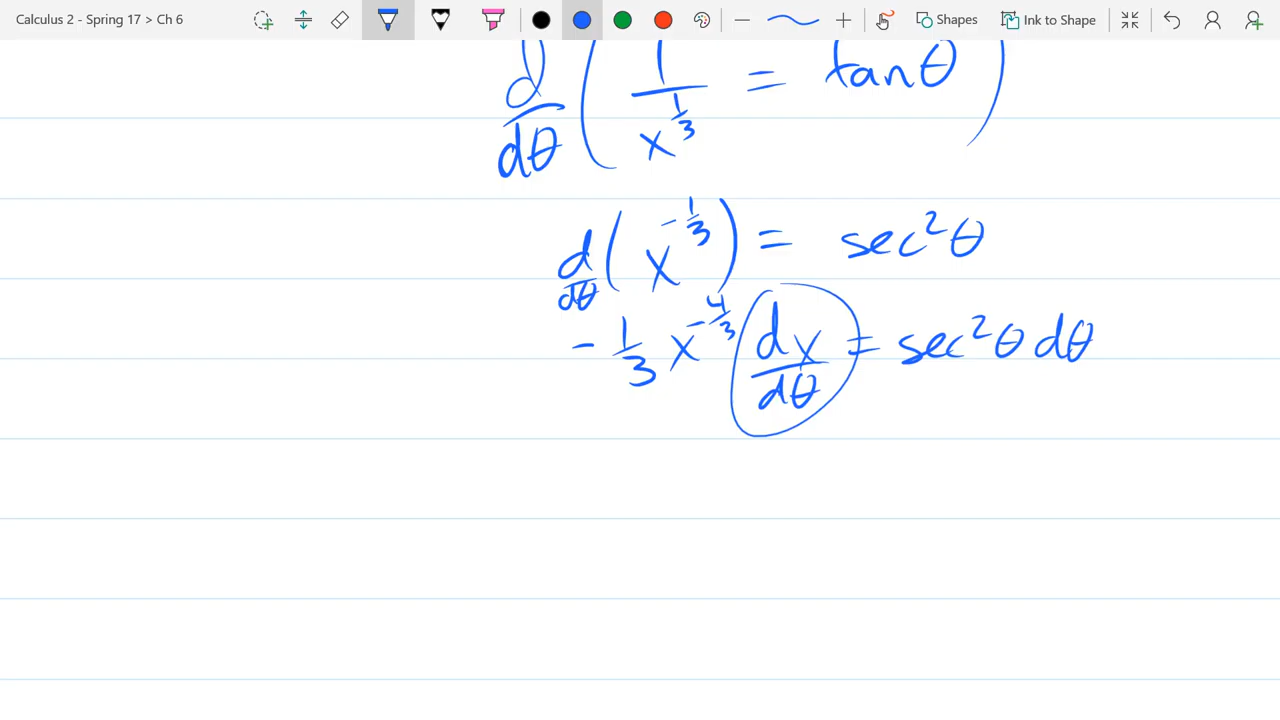 Calculus 2 - Spring 17 > Ch 6 Shapes Ink to Shape
d/dθ ( 1/x^(1/3) = tanθ )
d/dθ ( x^(-1/3) ) = sec²θ
-1/3 x^(-4/3) dx/dθ = sec²θ dθ